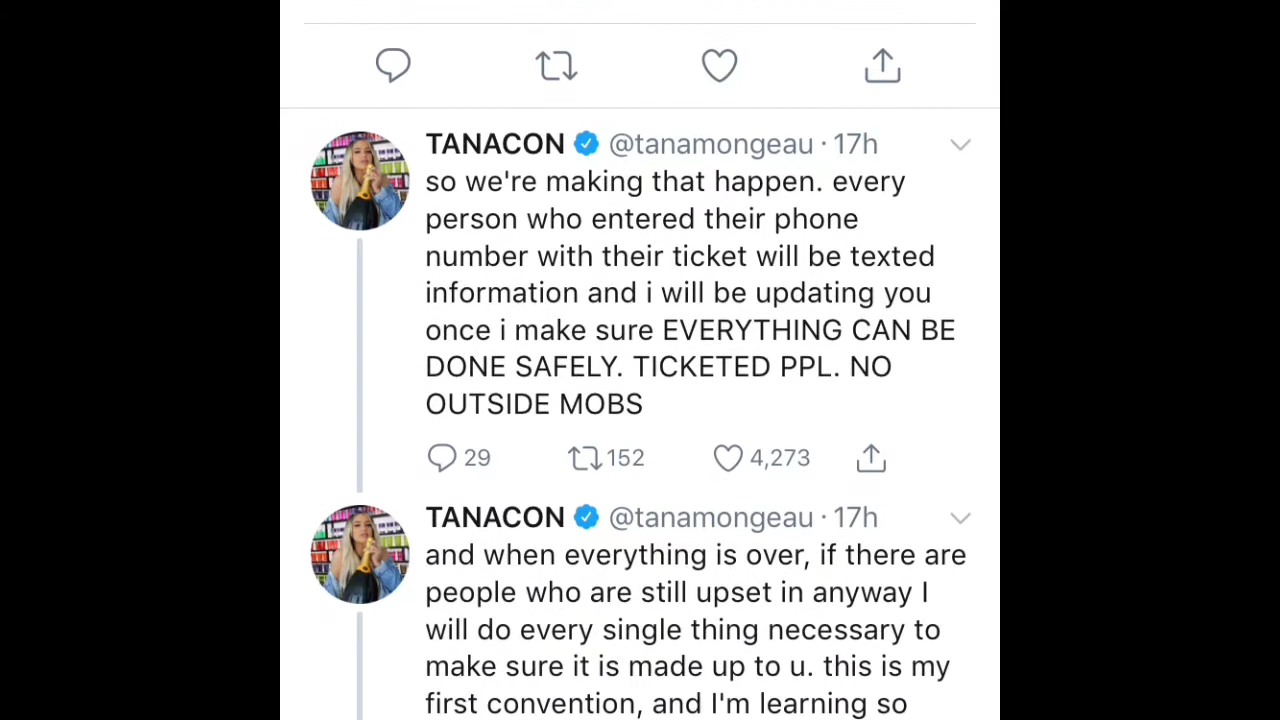 TANACON @tanamongeau · 17h
so we're making that happen. every
person who entered their phone
number with their ticket will be texted
information and i will be updating you
once i make sure EVERYTHING CAN BE
DONE SAFELY. TICKETED PPL. NO
OUTSIDE MOBS
29 152 4,273
TANACON @tanamongeau · 17h
and when everything is over, if there are
people who are still upset in anyway I
will do every single thing necessary to
make sure it is made up to u. this is my
first convention, and I'm learning so